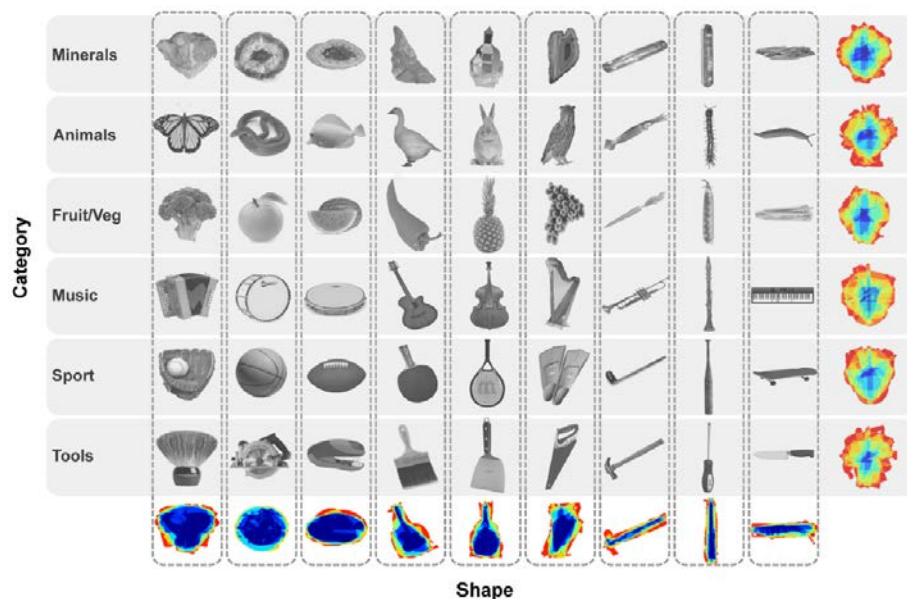 Minerals
Animals
Fruit/Veg
Music
Sport
Tools
Category
Shape